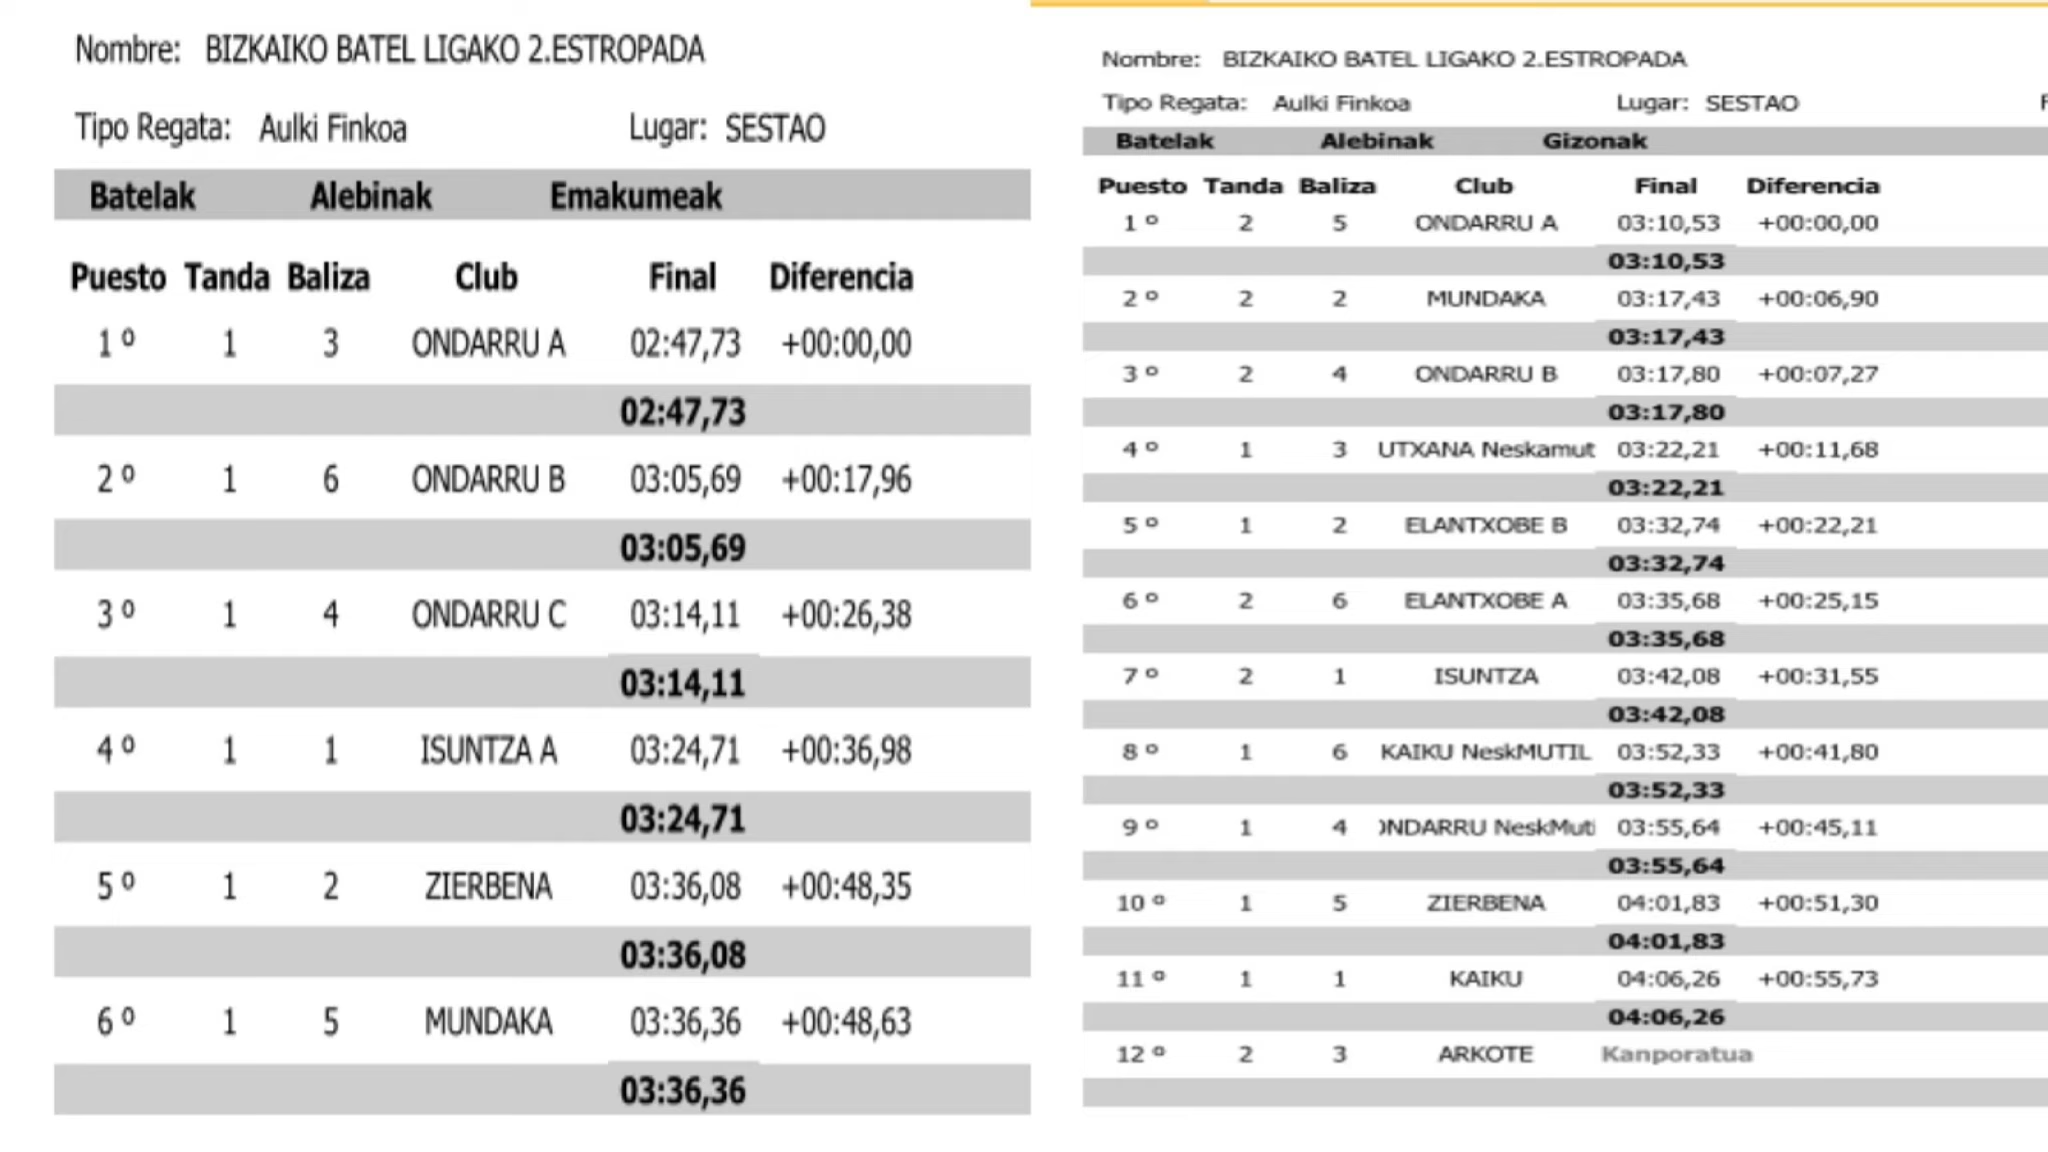 Nombre: BIZKAIKO BATEL LIGAKO 2.ESTROPADA
Tipo Regata: Aulki Finkoa Lugar: SESTAO
Batelak Alebinak Emakumeak
Puesto Tanda Baliza Club Final Diferencia
1 º 1 3 ONDARRU A 02:47,73 +00:00,00
02:47,73
2 º 1 6 ONDARRU B 03:05,69 +00:17,96
03:05,69
3 º 1 4 ONDARRU C 03:14,11 +00:26,38
03:14,11
4 º 1 1 ISUNTZA A 03:24,71 +00:36,98
03:24,71
5 º 1 2 ZIERBENA 03:36,08 +00:48,35
03:36,08
6 º 1 5 MUNDAKA 03:36,36 +00:48,63
03:36,36
Nombre: BIZKAIKO BATEL LIGAKO 2.ESTROPADA
Tipo Regata: Aulki Finkoa Lugar: SESTAO F
Batelak Alebinak Gizonak
Puesto Tanda Baliza Club Final Diferencia
1 º 2 5 ONDARRU A 03:10,53 +00:00,00
03:10,53
2 º 2 2 MUNDAKA 03:17,43 +00:06,90
03:17,43
3 º 2 4 ONDARRU B 03:17,80 +00:07,27
03:17,80
4 º 1 3 UTXANA Neskamut 03:22,21 +00:11,68
03:22,21
5 º 1 2 ELANTXOBE B 03:32,74 +00:22,21
03:32,74
6 º 2 6 ELANTXOBE A 03:35,68 +00:25,15
03:35,68
7 º 2 1 ISUNTZA 03:42,08 +00:31,55
03:42,08
8 º 1 6 KAIKU NeskMUTIL 03:52,33 +00:41,80
03:52,33
9 º 1 4 ONDARRU NeskMuti 03:55,64 +00:45,11
03:55,64
10 º 1 5 ZIERBENA 04:01,83 +00:51,30
04:01,83
11 º 1 1 KAIKU 04:06,26 +00:55,73
04:06,26
12 º 2 3 ARKOTE Kanporatua